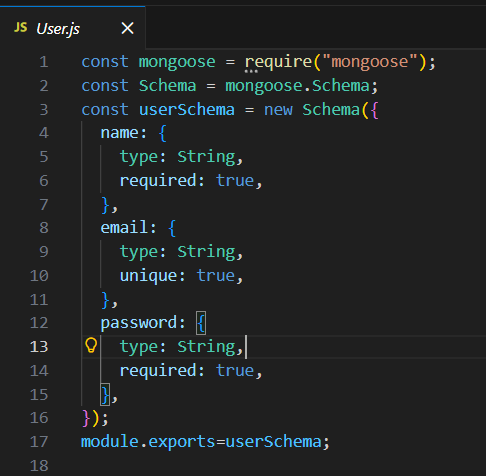 JS User.js ×
1 const mongoose = require("mongoose");
2 const Schema = mongoose.Schema;
3 const userSchema = new Schema({
4   name: {
5     type: String,
6     required: true,
7   },
8   email: {
9     type: String,
10     unique: true,
11   },
12   password: {
13     type: String,
14     required: true,
15   },
16 });
17 module.exports=userSchema;
18